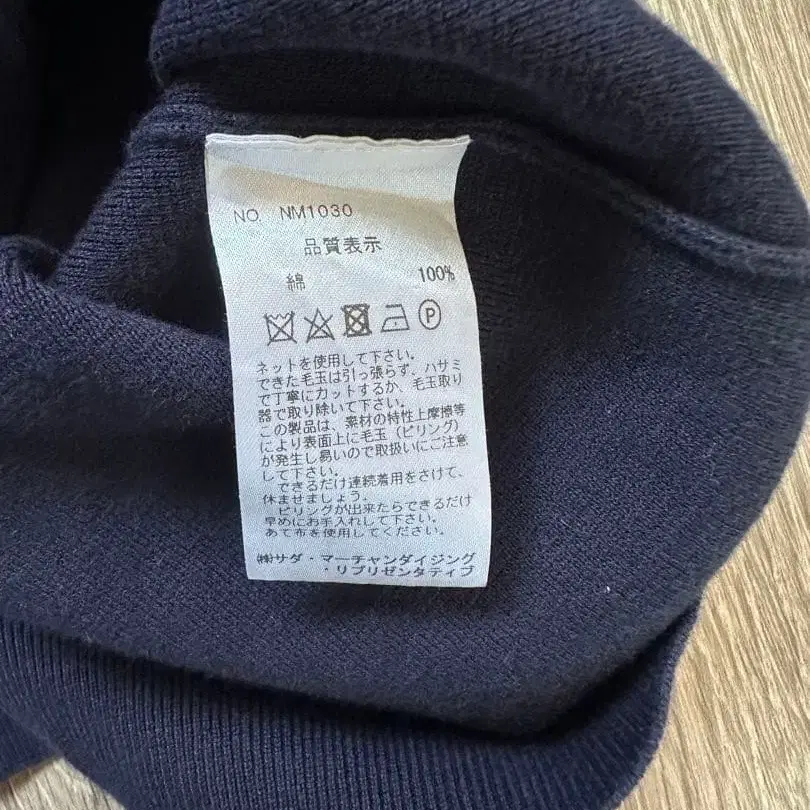 NO. NM1030
品質表示
綿 100%
P
ネットを使用して下さい。
できた毛玉は引っ張らず、ハサミ
で丁寧にカットするか、毛玉取り
器で取り除いて下さい。
この製品は、素材の特性上摩擦等
により表面上に毛玉(ピリング)
が発生し易いので取扱いにご注意
して下さい。
できるだけ連続着用をさけて、
休ませましょう。
ピリングが出来たらできるだけ
早めにお手入れして下さい。
あて布を使用してください。
㈱サダ・マーチャンダイジング
・リプリゼンタティブ